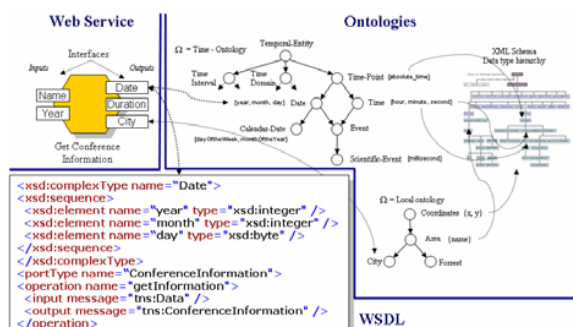 Web Service
Interfaces
Inputs
Outputs
Name
Year
Date
Duration
City
Get Conference
Information
Ontologies
Ω = Time - Ontology
Temporal-Entity
Time
Interval
Time
Domain
Time-Point [absolute_time]
{year, month, day}
Date
Time [hour, minute, second]
Calendar-Date
{dayOftheWeek, monthOftheYear}
Event
Scientific-Event [millisecond]
XML Schema
Data type hierarchy
Ω =Local ontology
Coordinates {x, y}
Area {name}
City
Forrest
<xsd:complexType name="Date">
<xsd:sequence>
<xsd:element name="year" type="xsd:integer" />
<xsd:element name="month" type="xsd:integer" />
<xsd:element name="day" type="xsd:byte" />
</xsd:sequence>
</xsd:complexType>
<portType name="ConferenceInformation">
<operation name="getInformation">
<input message="tns:Data" />
<output message="tns:ConferenceInformation" />
</operation>
WSDL